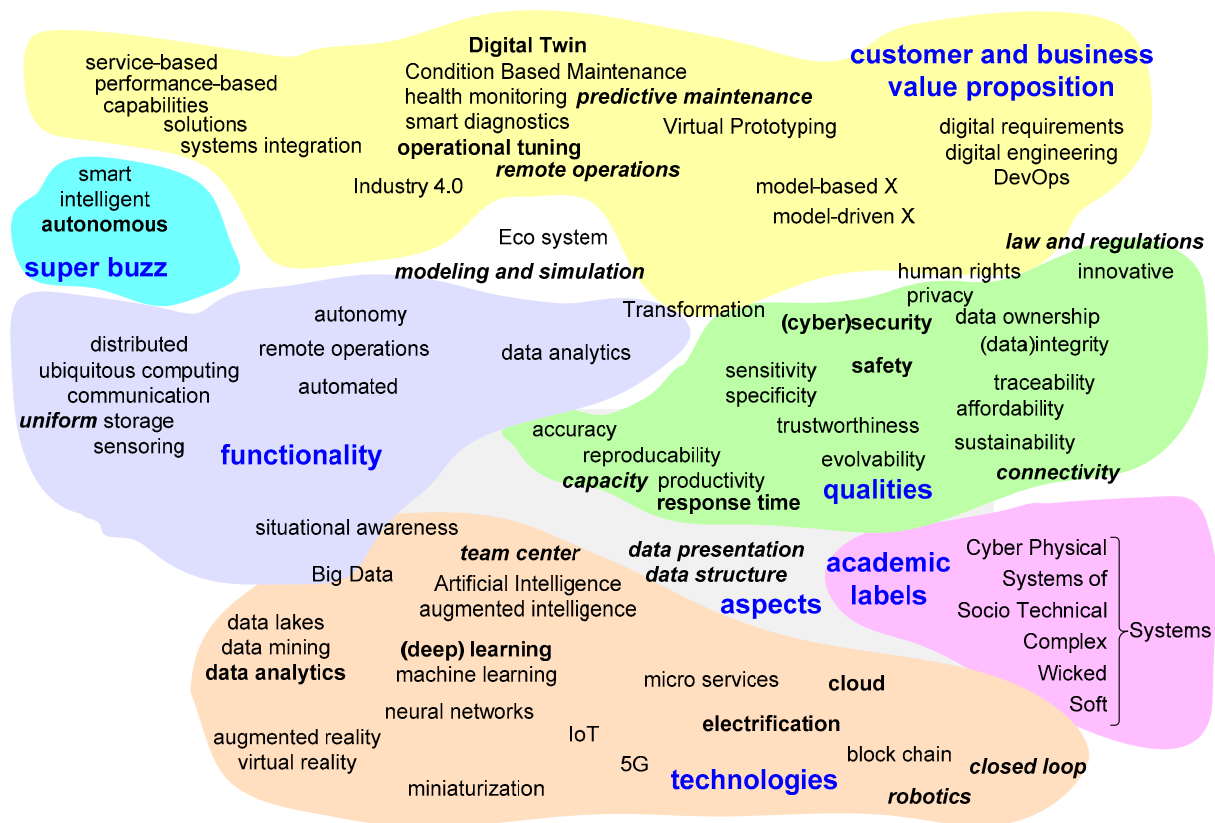 Digital Twin
Condition Based Maintenance
health monitoring predictive maintenance
smart diagnostics
operational tuning
remote operations
Industry 4.0
service-based
performance-based
capabilities
solutions
systems integration
Virtual Prototyping
model-based X
model-driven X
customer and business
value proposition
digital requirements
digital engineering
DevOps
smart
intelligent
autonomous
super buzz
Eco system
modeling and simulation
Transformation
law and regulations
human rights
innovative
privacy
(cyber)security
data ownership
(data)integrity
safety
sensitivity
specificity
traceability
affordability
trustworthiness
sustainability
accuracy
reproducability
evolvability
connectivity
capacity productivity
response time
qualities
autonomy
distributed
remote operations
data analytics
ubiquitous computing
automated
communication
uniform storage
sensoring
functionality
situational awareness
Big Data
team center
Artificial Intelligence
augmented intelligence
data presentation
data structure
aspects
academic
labels
Cyber Physical
Systems of
Socio Technical
Complex
Wicked
Soft
Systems
data lakes
data mining
data analytics
(deep) learning
machine learning
neural networks
micro services
cloud
electrification
augmented reality
virtual reality
IoT
5G
miniaturization
technologies
block chain
closed loop
robotics